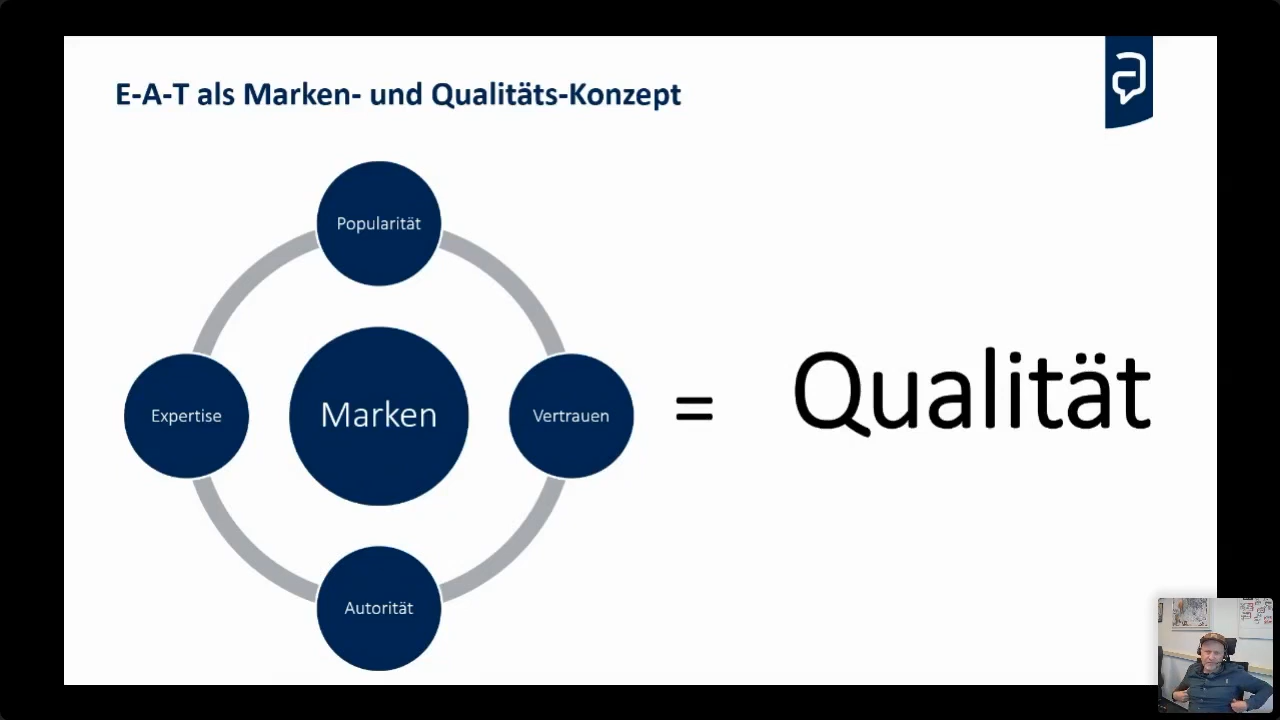 E-A-T als Marken- und Qualitäts-Konzept
Popularität
Expertise
Marken
Vertrauen
=
Qualität
Autorität